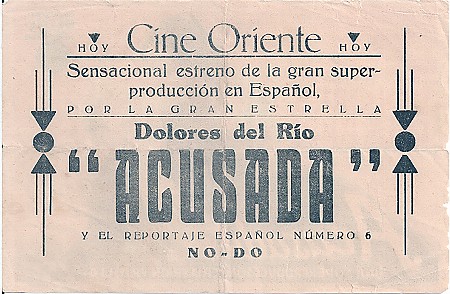 HOY Cine Oriente HOY
Sensacional estreno de la gran super-
producción en Español,
POR LA GRAN ESTRELLA
Dolores del Río
"ACUSADA"
Y EL REPORTAJE ESPAÑOL NÚMERO 6
NO-DO